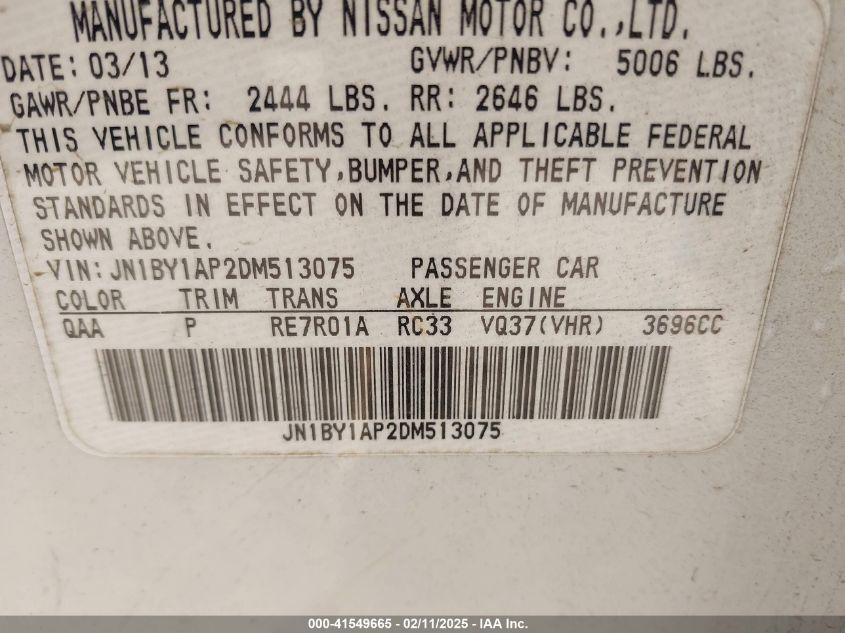 MANUFACTURED BY NISSAN MOTOR CO.,LTD.
DATE: 03/13 GVWR/PNBV: 5006 LBS.
GAWR/PNBE FR: 2444 LBS. RR: 2646 LBS.
THIS VEHICLE CONFORMS TO ALL APPLICABLE FEDERAL
MOTOR VEHICLE SAFETY,BUMPER,AND THEFT PREVENTION
STANDARDS IN EFFECT ON THE DATE OF MANUFACTURE
SHOWN ABOVE.
VIN: JN1BY1AP2DM513075 PASSENGER CAR
COLOR TRIM TRANS AXLE ENGINE
QAA P RE7R01A RC33 VQ37(VHR) 3696CC
JN1BY1AP2DM513075
000-41549665 - 02/11/2025 - IAA Inc.